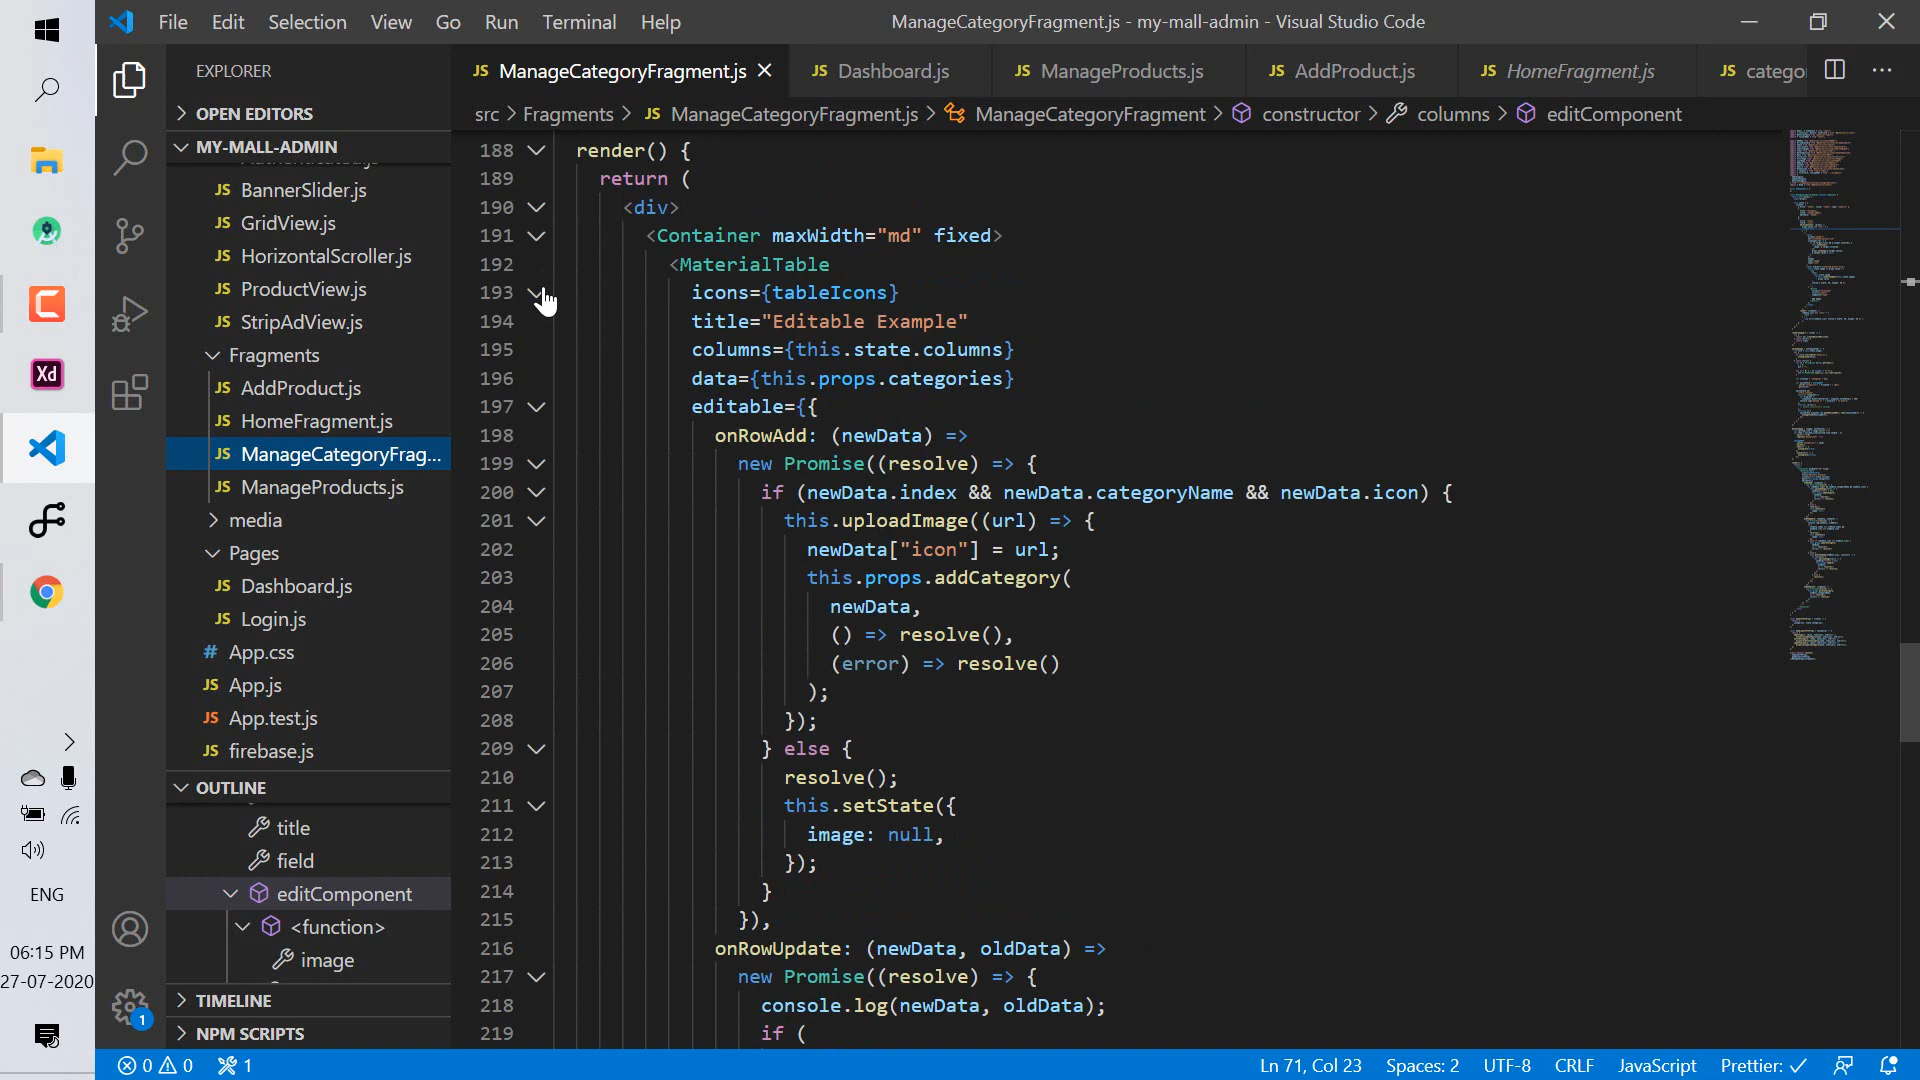 File Edit Selection View Go Run Terminal Help
ManageCategoryFragment.js - my-mall-admin - Visual Studio Code
EXPLORER
JS ManageCategoryFragment.js
JS Dashboard.js
JS ManageProducts.js
JS AddProduct.js
JS HomeFragment.js
JS catego
src > Fragments > JS ManageCategoryFragment.js > ManageCategoryFragment > constructor > columns > editComponent
OPEN EDITORS
MY-MALL-ADMIN
JS BannerSlider.js
JS GridView.js
JS HorizontalScroller.js
JS ProductView.js
JS StripAdView.js
Fragments
JS AddProduct.js
JS HomeFragment.js
JS ManageCategoryFrag...
JS ManageProducts.js
media
Pages
JS Dashboard.js
JS Login.js
# App.css
JS App.js
JS App.test.js
JS firebase.js
OUTLINE
title
field
editComponent
<function>
image
TIMELINE
NPM SCRIPTS
188 render() {
189 return (
190 <div>
191 <Container maxWidth="md" fixed>
192 <MaterialTable
193 icons={tableIcons}
194 title="Editable Example"
195 columns={this.state.columns}
196 data={this.props.categories}
197 editable={{
198 onRowAdd: (newData) =>
199 new Promise((resolve) => {
200 if (newData.index && newData.categoryName && newData.icon) {
201 this.uploadImage((url) => {
202 newData["icon"] = url;
203 this.props.addCategory(
204 newData,
205 () => resolve(),
206 (error) => resolve()
207 );
208 });
209 } else {
210 resolve();
211 this.setState({
212 image: null,
213 });
214 }
215 }),
216 onRowUpdate: (newData, oldData) =>
217 new Promise((resolve) => {
218 console.log(newData, oldData);
219 if (
Xd
ENG
06:15 PM
27-07-2020
1
0 0 1
Ln 71, Col 23 Spaces: 2 UTF-8 CRLF JavaScript Prettier: ✓